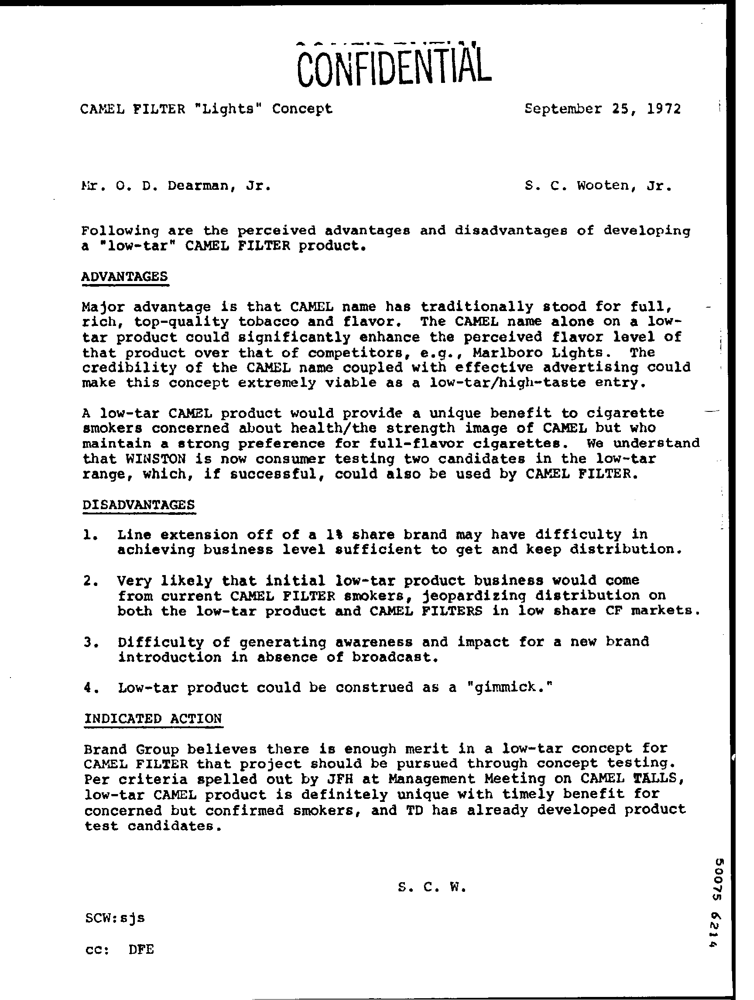 CONFIDENTIAL
CAMEL FILTER "Lights" Concept September 25, 1972
Mr. O. D. Dearman, Jr. S. C. Wooten, Jr.
Following are the perceived advantages and disadvantages of developing
a "low-tar" CAMEL FILTER product.
ADVANTAGES
Major advantage is that CAMEL name has traditionally stood for full,
rich, top-quality tobacco and flavor. The CAMEL name alone on a low-
tar product could significantly enhance the perceived flavor level of
that product over that of competitors, e.g., Marlboro Lights. The
credibility of the CAMEL name coupled with effective advertising could
make this concept extremely viable as a low-tar/high-taste entry.
A low-tar CAMEL product would provide a unique benefit to cigarette
smokers concerned about health/the strength image of CAMEL but who
maintain a strong preference for full-flavor cigarettes. We understand
that WINSTON is now consumer testing two candidates in the low-tar
range, which, if successful, could also be used by CAMEL FILTER.
DISADVANTAGES
1. Line extension off of a 1% share brand may have difficulty in
achieving business level sufficient to get and keep distribution.
2. Very likely that initial low-tar product business would come
from current CAMEL FILTER smokers, jeopardizing distribution on
both the low-tar product and CAMEL FILTERS in low share CF markets.
3. Difficulty of generating awareness and impact for a new brand
introduction in absence of broadcast.
4. Low-tar product could be construed as a "gimmick."
INDICATED ACTION
Brand Group believes there is enough merit in a low-tar concept for
CAMEL FILTER that project should be pursued through concept testing.
Per criteria spelled out by JFH at Management Meeting on CAMEL TALLS,
low-tar CAMEL product is definitely unique with timely benefit for
concerned but confirmed smokers, and TD has already developed product
test candidates.
S. C. W.
SCW:sjs
cc: DFE
50075 6214